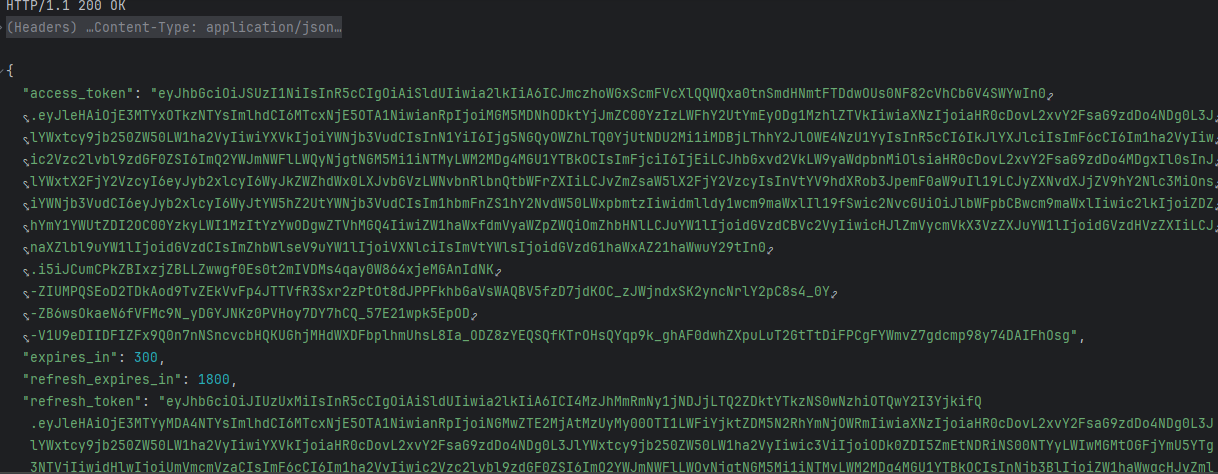 HTTP/1.1 200 OK
(Headers) …Content-Type: application/json…
{
"access_token": "eyJhbGciOiJSUzI1NiIsInR5cCIgOiAiSldUIiwia2lkIiA6ICJmczhoWGxScmFVcXlQQWQxa0tnSmdHNmtFTDdwOUs0NF82cVhCbGV4SWYwIn0
.eyJleHAiOjE3MTYxOTkzNTYsImlhdCI6MTcxNjE5OTA1NiwianRpIjoiMGM5MDNhODktYjJmZC00YzIzLWFhY2UtYmEyODg1MzhlZTVkIiwiaXNzIjoiaHR0cDovL2xvY2FsaG9zdDo4NDg0L3J
lYWxtcy9jb250ZW50LW1ha2VyIiwiYXVkIjoiYWNjb3VudCIsInN1YiI6Ijg5NGQyOWZhLTQ0YjUtNDU2Mi1iMDBjLThhY2JlOWE4NzU1YyIsInR5cCI6IkJlYXJlciIsImF6cCI6Im1ha2VyIiw
ic2Vzc2lvbl9zdGF0ZSI6ImQ2YWJmNWFlLWQyNjgtNGM5Mi1iNTMyLWM2MDg4MGU1YTBkOCIsImFjciI6IjEiLCJhbGxvd2VkLW9yaWdpbnMiOlsiaHR0cDovL2xvY2FsaG9zdDo4MDgxIl0sInJ
lYWxtX2FjY2VzcyI6eyJyb2xlcyI6WyJkZWZhdWx0LXJvbGVzLWNvbnRlbnQtbWFrZXIiLCJvZmZsaW5lX2FjY2VzcyIsInVtYV9hdXRob3JpemF0aW9uIl19LCJyZXNvdXJjZV9hY2Nlc3MiOns
iYWNjb3VudCI6eyJyb2xlcyI6WyJtYW5hZ2UtYWNjb3VudCIsIm1hbmFnZS1hY2NvdW50LWxpbmtzIiwidmlldy1wcm9maWxlIl19fSwic2NvcGUiOiJlbWFpbCBwcm9maWxlIiwic2lkIjoiZDZ
hYmY1YWUtZDI2OC00YzkyLWI1MzItYzYwODgwZTVhMGQ4IiwiZW1haWxfdmVyaWZpZWQiOmZhbHNlLCJuYW1lIjoidGVzdCBVc2VyIiwicHJlZmVycmVkX3VzZXJuYW1lIjoidGVzdHVzZXIiLCJ
naXZlbl9uYW1lIjoidGVzdCIsImZhbWlseV9uYW1lIjoiVXNlciIsImVtYWlsIjoidGVzdG1haWxAZ21haWwuY29tIn0
.i5iJCumCPkZBIxzjZBLLZwwgf0Es0t2mIVDMs4qay0W864xjeMGAnIdNK
-ZIUMPQSEoD2TDkAod9TvZEkVvFp4JTTVfR3Sxr2zPtOt8dJPPFkhbGaVsWAQBV5fzD7jdKOC_zJWjndxSK2yncNrlY2pC8s4_0Y
-ZB6wsOkaeN6fVFMc9N_yDGYJNKz0PVHoy7DY7hCQ_57E21wpk5EpOD
-V1U9eDIIDFIZFx9Q0n7nNSncvcbHQKUGhjMHdWXDFbplhmUhsL8Ia_ODZ8zYEQSQfKTrOHsQYqp9k_ghAF0dwhZXpuLuT2GtTtDiFPCgFYWmvZ7gdcmp98y74DAIFhOsg",
"expires_in": 300,
"refresh_expires_in": 1800,
"refresh_token": "eyJhbGciOiJIUzUxMiIsInR5cCIgOiAiSldUIiwia2lkIiA6ICI4MzJhMmRmNy1jNDJjLTQ2ZDktYTkzNS0wNzhiOTQwY2I3YjkifQ
.eyJleHAiOjE3MTYyMDA4NTYsImlhdCI6MTcxNjE5OTA1NiwianRpIjoiNGMwZTE2MjAtMzUyMy00OTI1LWFiYjktZDM5N2RhYmNjOWRmIiwiaXNzIjoiaHR0cDovL2xvY2FsaG9zdDo4NDg0L3J
lYWxtcy9jb250ZW50LW1ha2VyIiwiYXVkIjoiaHR0cDovL2xvY2FsaG9zdDo4NDg0L3JlYWxtcy9jb250ZW50LW1ha2VyIiwic3ViIjoiODk0ZDI5ZmEtNDRiNS00NTYyLWIwMGMtOGFjYmU5YTg
3NTVjIiwidHlwIjoiUmVmcmVzaCIsImF6cCI6Im1ha2VyIiwic2Vzc2lvbl9zdGF0ZSI6ImQ2YWJmNWFlLWQyNjgtNGM5Mi1iNTMyLWM2MDg4MGU1YTBkOCIsInNjb3BlIjoiZW1haWwgcHJvZml